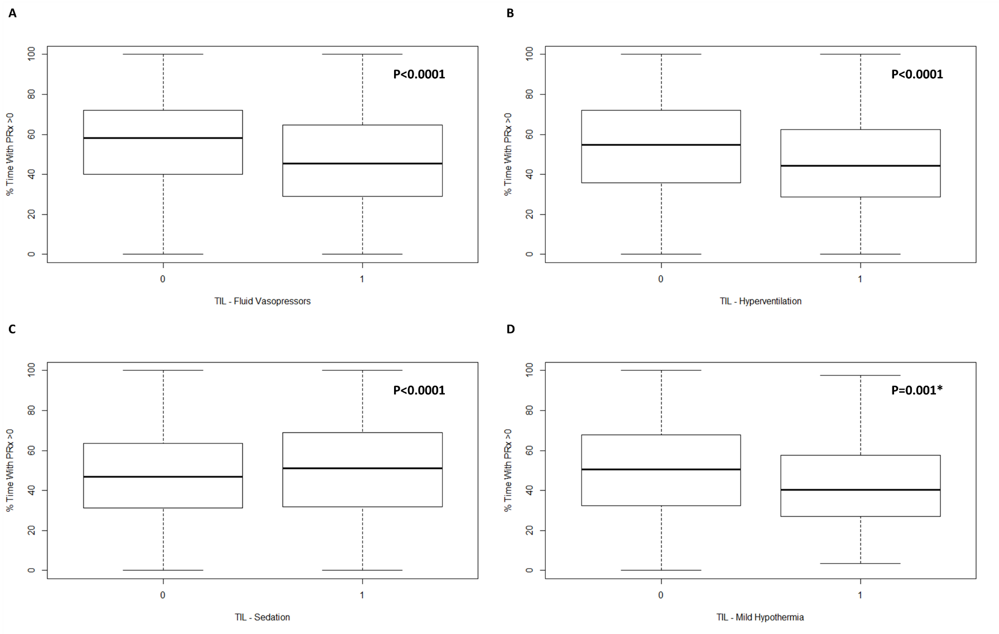 A
% Time With PRx >0
100
80
60
40
20
0
P<0.0001
0
1
TIL - Fluid Vasopressors
B
% Time With PRx >0
100
80
60
40
20
0
P<0.0001
0
1
TIL - Hyperventilation
C
% Time With PRx >0
100
80
60
40
20
0
P<0.0001
0
1
TIL - Sedation
D
% Time With PRx >0
100
80
60
40
20
0
P=0.001*
0
1
TIL - Mild Hypothermia